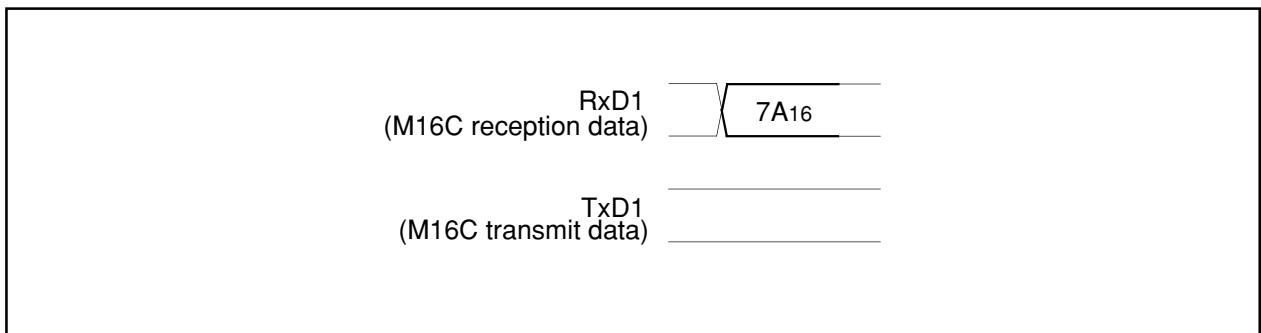 RxD1
(M16C reception data)
7A16
TxD1
(M16C transmit data)